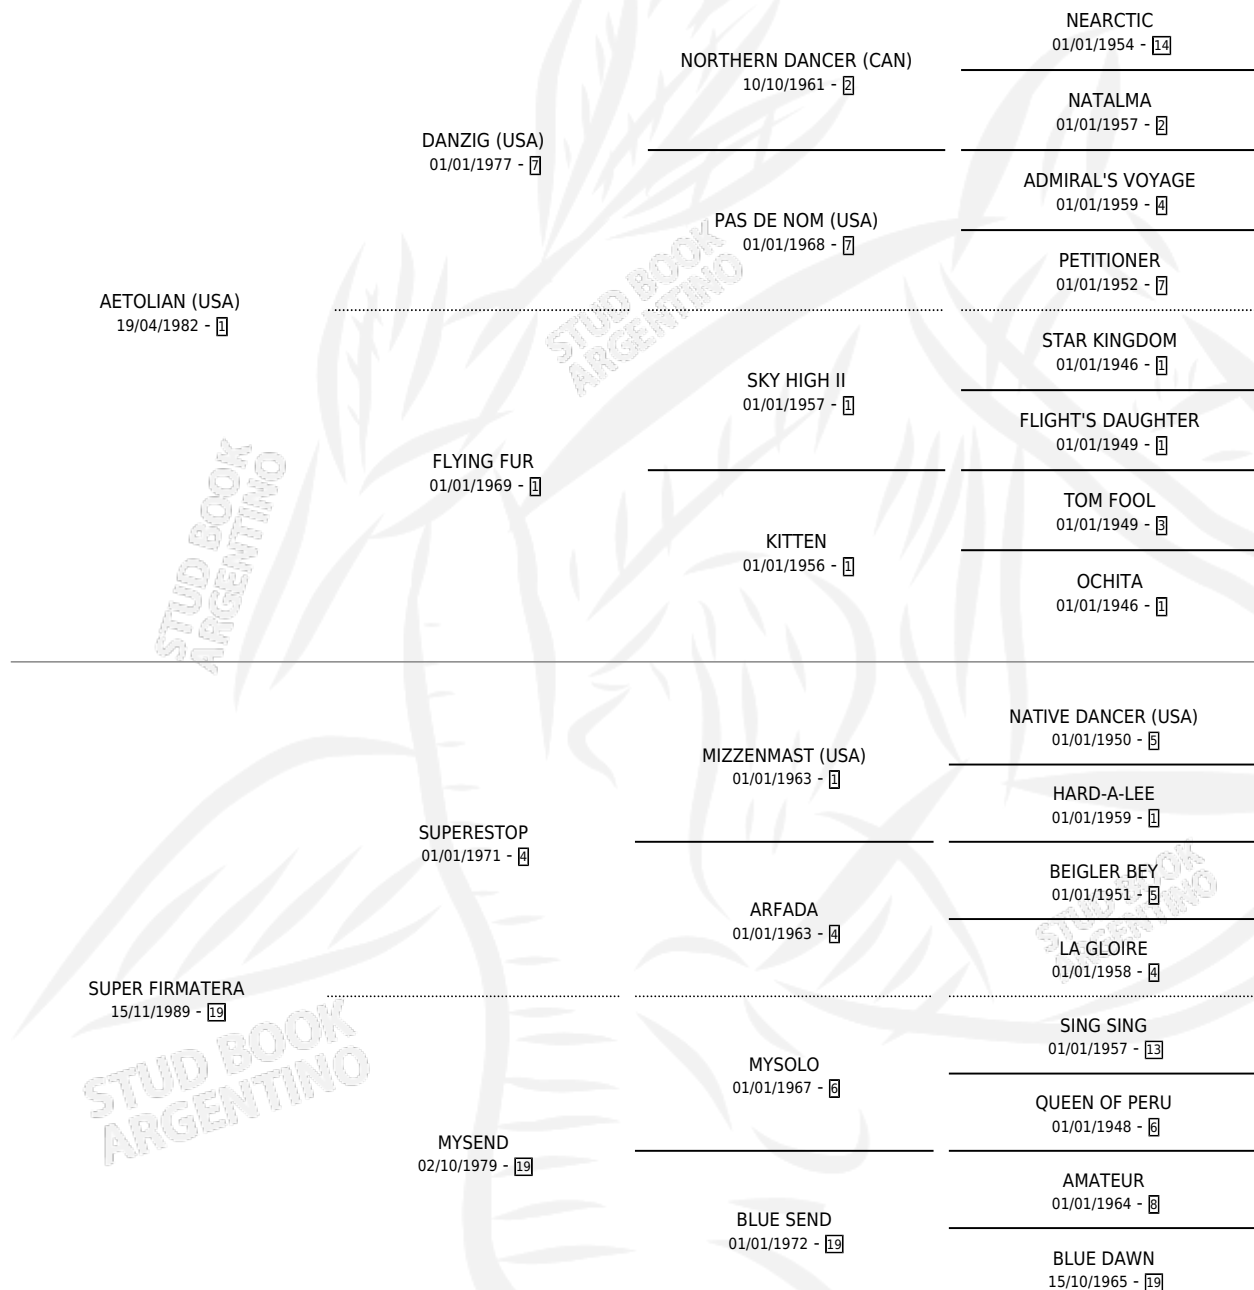 NEARCTIC
01/01/1954 - 14
NORTHERN DANCER (CAN)
10/10/1961 - 2
NATALMA
01/01/1957 - 2
DANZIG (USA)
01/01/1977 - 7
ADMIRAL'S VOYAGE
01/01/1959 - 4
PAS DE NOM (USA)
01/01/1968 - 7
PETITIONER
01/01/1952 - 7
AETOLIAN (USA)
19/04/1982 - 1
STUD BOOK
ARGENTINO
STAR KINGDOM
01/01/1946 - 1
SKY HIGH II
01/01/1957 - 1
FLIGHT'S DAUGHTER
01/01/1949 - 1
FLYING FUR
01/01/1969 - 1
TOM FOOL
01/01/1949 - 3
KITTEN
01/01/1956 - 1
OCHITA
01/01/1946 - 1
STUD BOOK
ARGENTINO
NATIVE DANCER (USA)
01/01/1950 - 5
MIZZENMAST (USA)
01/01/1963 - 1
HARD-A-LEE
01/01/1959 - 1
SUPERESTOP
01/01/1971 - 4
BEIGLER BEY
01/01/1951 - 5
ARFADA
01/01/1963 - 4
STUD BOOK
ARGENTINO
LA GLOIRE
01/01/1958 - 4
SUPER FIRMATERA
15/11/1989 - 19
SING SING
01/01/1957 - 13
STUD BOOK
ARGENTINO
MYSOLO
01/01/1967 - 6
QUEEN OF PERU
01/01/1948 - 6
MYSEND
02/10/1979 - 19
AMATEUR
01/01/1964 - 8
BLUE SEND
01/01/1972 - 19
BLUE DAWN
15/10/1965 - 19